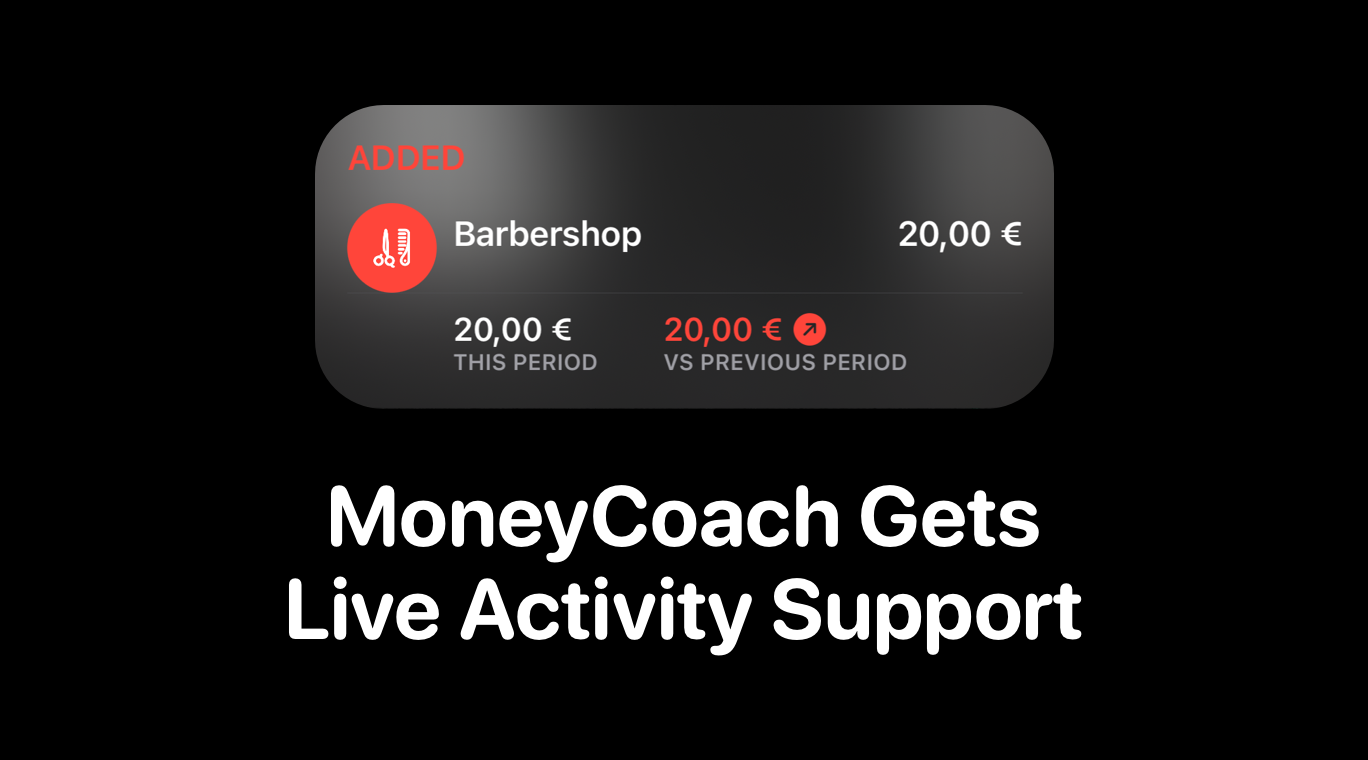 ADDED
Barbershop 20,00 €
20,00 € 20,00 €
THIS PERIOD VS PREVIOUS PERIOD
MoneyCoach Gets
Live Activity Support